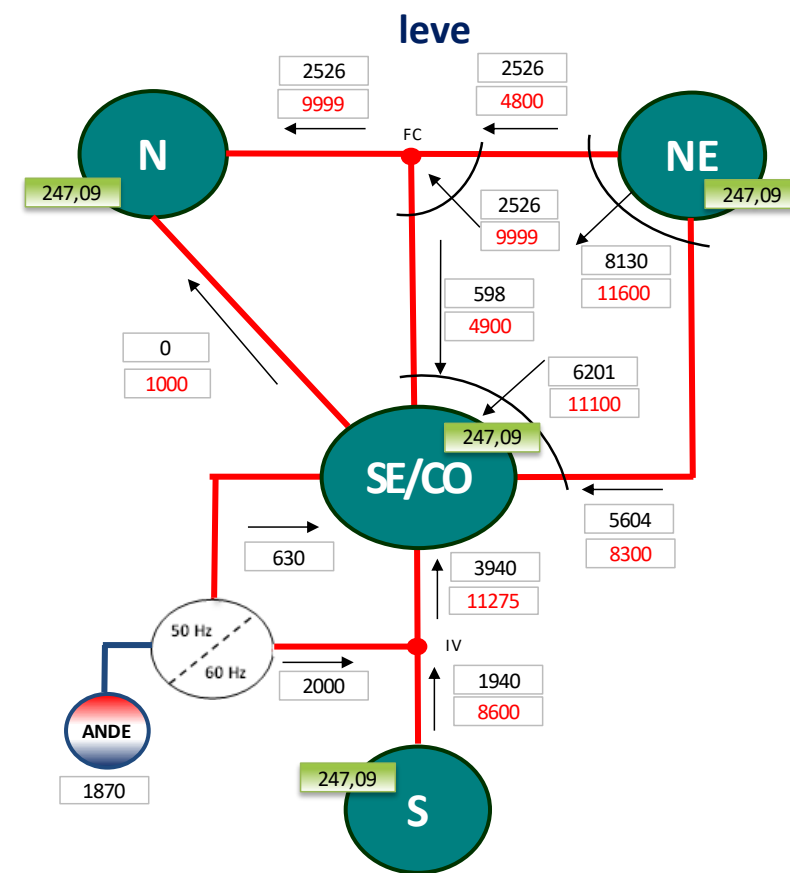 leve
2526
9999
2526
4800
FC
N
NE
247,09
247,09
2526
9999
8130
11600
598
4900
0
1000
6201
11100
247,09
SE/CO
5604
8300
630
3940
11275
50 Hz
60 Hz
IV
2000
1940
8600
ANDE
1870
247,09
S